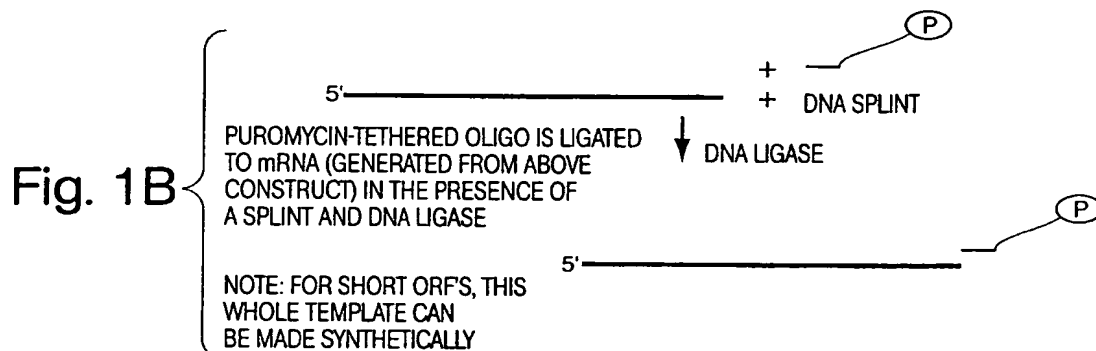 Fig. 1B
P
+
5'
+ DNA SPLINT
PUROMYCIN-TETHERED OLIGO IS LIGATED
TO mRNA (GENERATED FROM ABOVE
CONSTRUCT) IN THE PRESENCE OF
A SPLINT AND DNA LIGASE
DNA LIGASE
P
5'
NOTE: FOR SHORT ORF'S, THIS
WHOLE TEMPLATE CAN
BE MADE SYNTHETICALLY